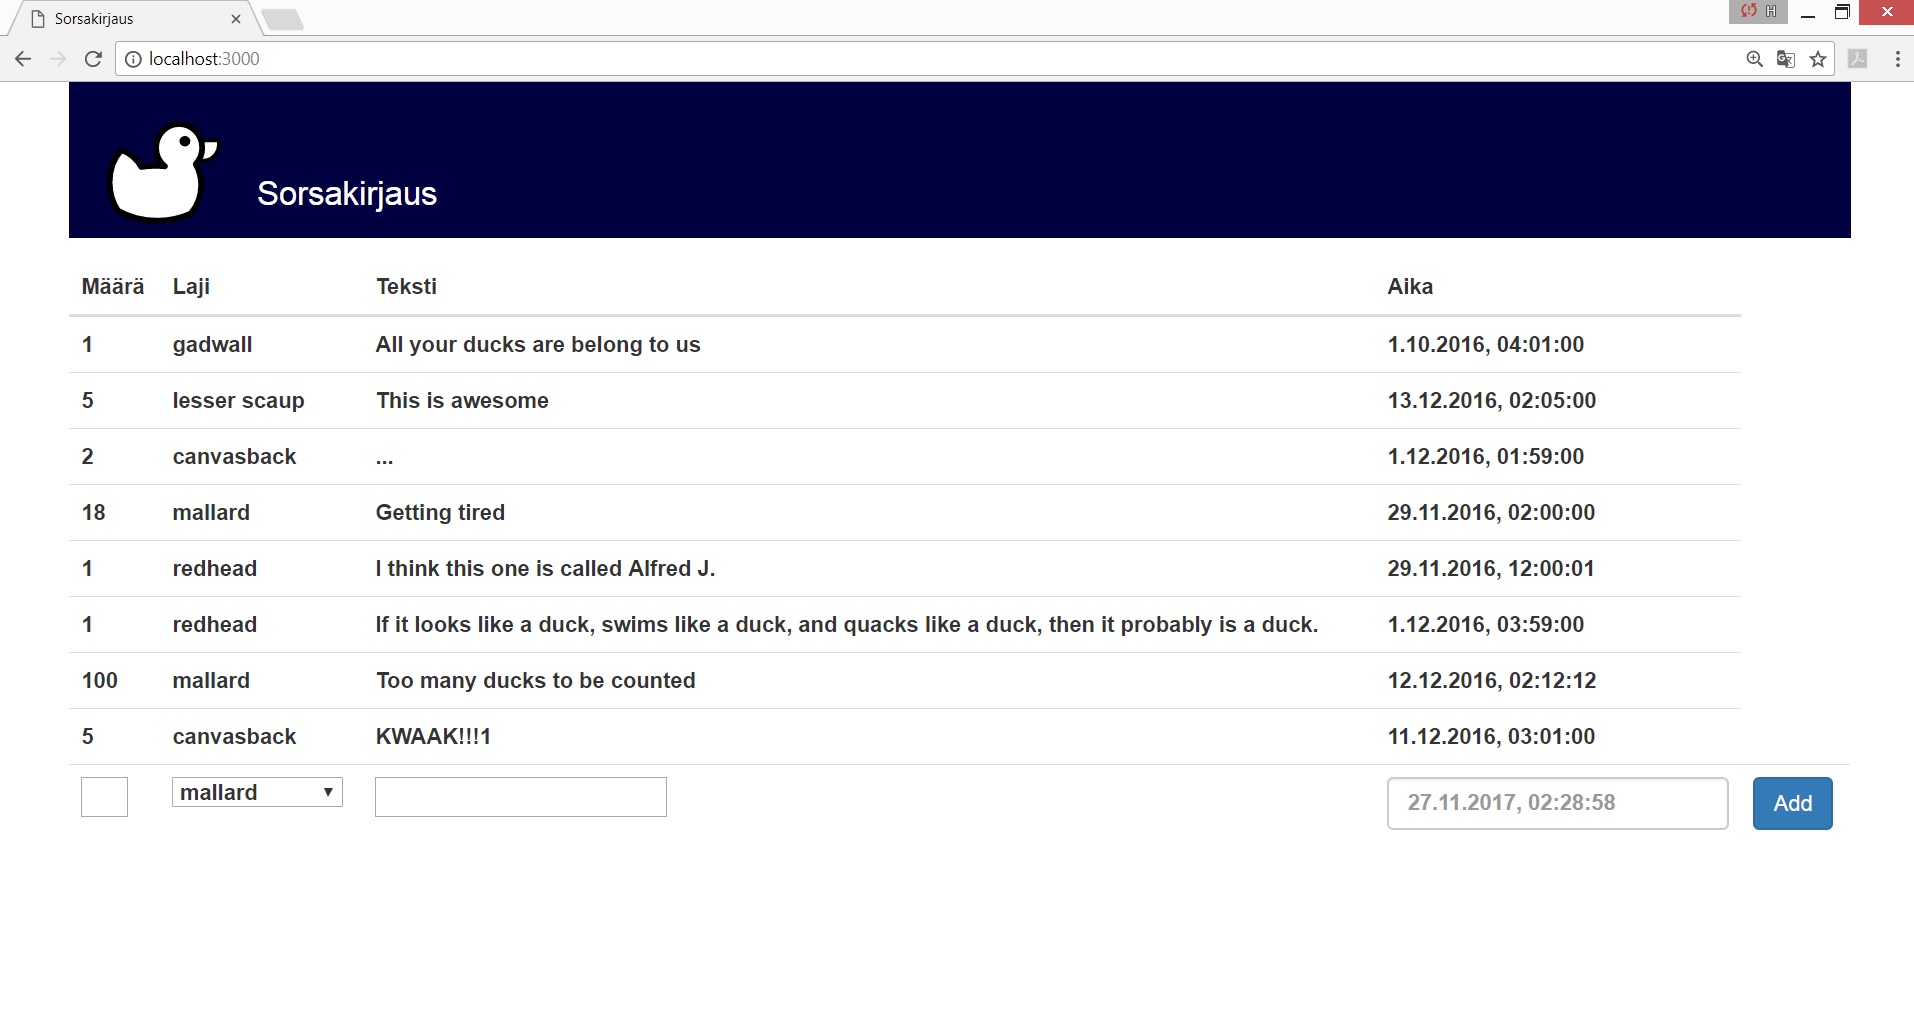 Sorsakirjaus
H
localhost:3000
Sorsakirjaus
Määrä Laji Teksti Aika
1 gadwall All your ducks are belong to us 1.10.2016, 04:01:00
5 lesser scaup This is awesome 13.12.2016, 02:05:00
2 canvasback ... 1.12.2016, 01:59:00
18 mallard Getting tired 29.11.2016, 02:00:00
1 redhead I think this one is called Alfred J. 29.11.2016, 12:00:01
1 redhead If it looks like a duck, swims like a duck, and quacks like a duck, then it probably is a duck. 1.12.2016, 03:59:00
100 mallard Too many ducks to be counted 12.12.2016, 02:12:12
5 canvasback KWAAK!!!1 11.12.2016, 03:01:00
mallard 27.11.2017, 02:28:58 Add